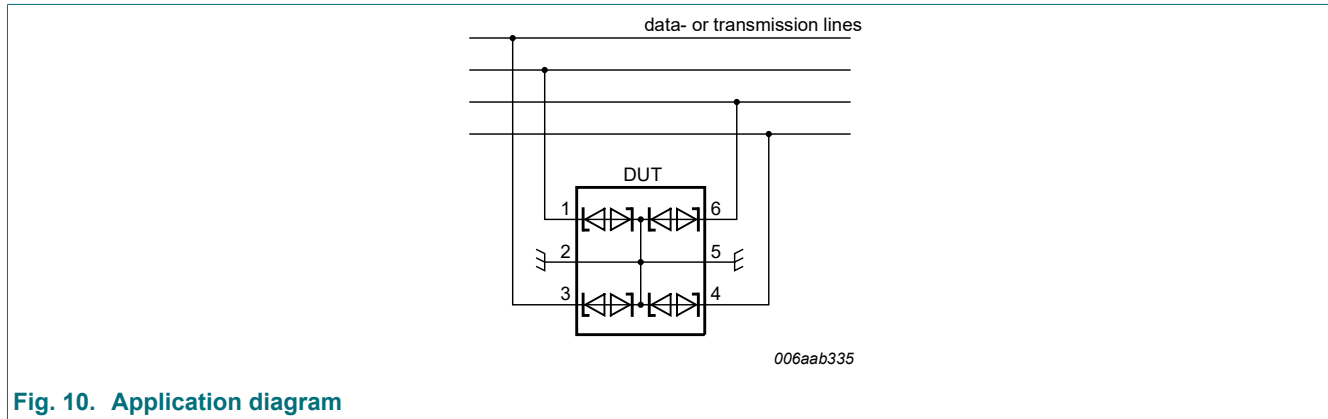 data- or transmission lines
DUT
1 6
2 5
3 4
006aab335
Fig. 10. Application diagram